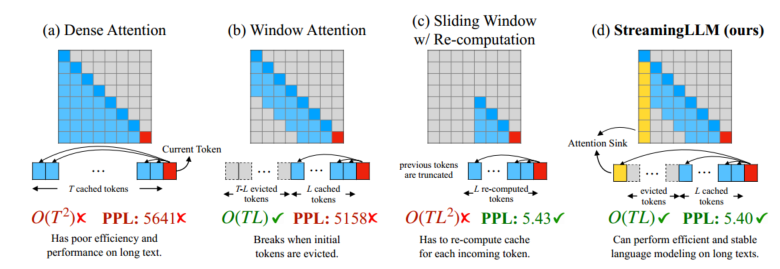 (a) Dense Attention
Current Token
...
T cached tokens
O(T²)✗ PPL: 5641✗
Has poor efficiency and
performance on long text.
(b) Window Attention
...
T-L evicted
tokens
L cached
tokens
O(TL)✓ PPL: 5158✗
Breaks when initial
tokens are evicted.
(c) Sliding Window
w/ Re-computation
previous tokens
are truncated
...
L re-computed
tokens
O(TL²)✗ PPL: 5.43✓
Has to re-compute cache
for each incoming token.
(d) StreamingLLM (ours)
Attention Sink
...
evicted
tokens
L cached
tokens
O(TL)✓ PPL: 5.40✓
Can perform efficient and stable
language modeling on long texts.